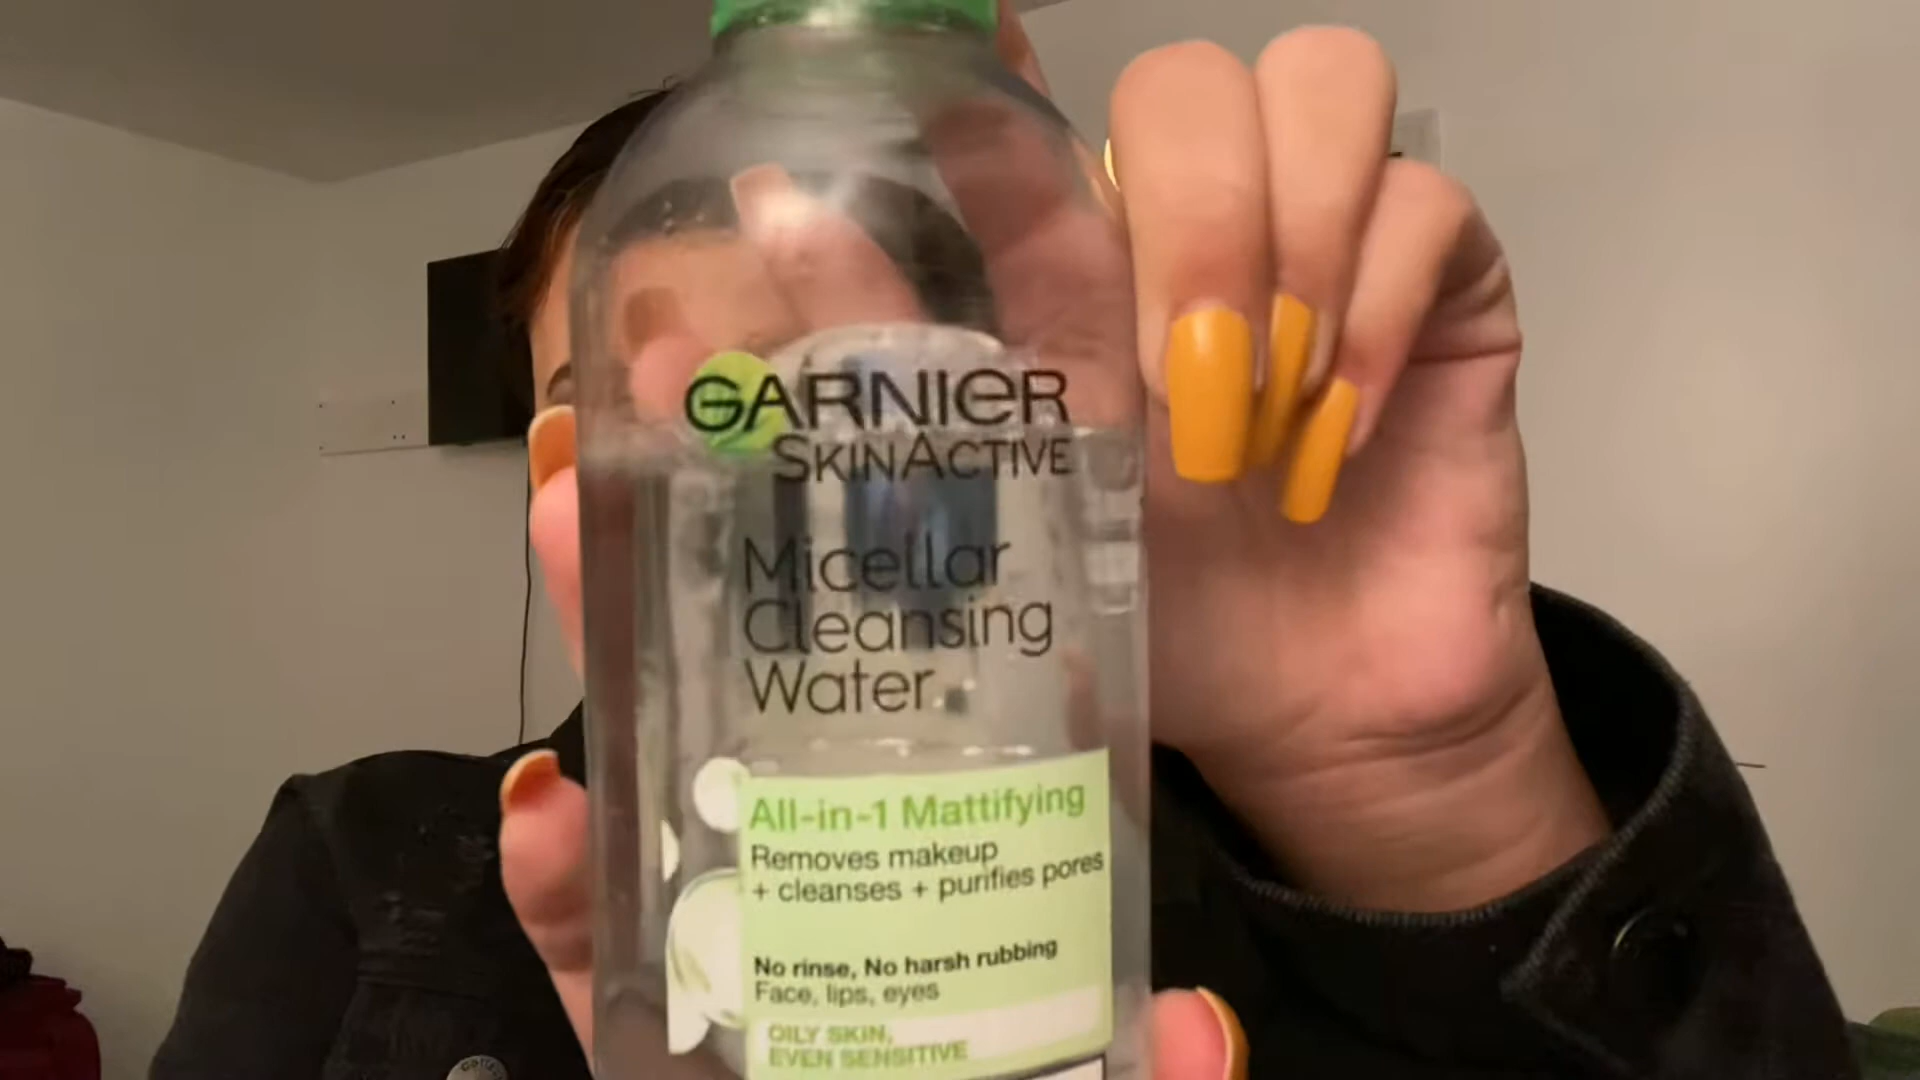 GARNIER
SKINACTIVE
Micellar
Cleansing
Water
All-in-1 Mattifying
Removes makeup
+ cleanses + purifies pores
No rinse, No harsh rubbing
Face, lips, eyes
OILY SKIN,
EVEN SENSITIVE